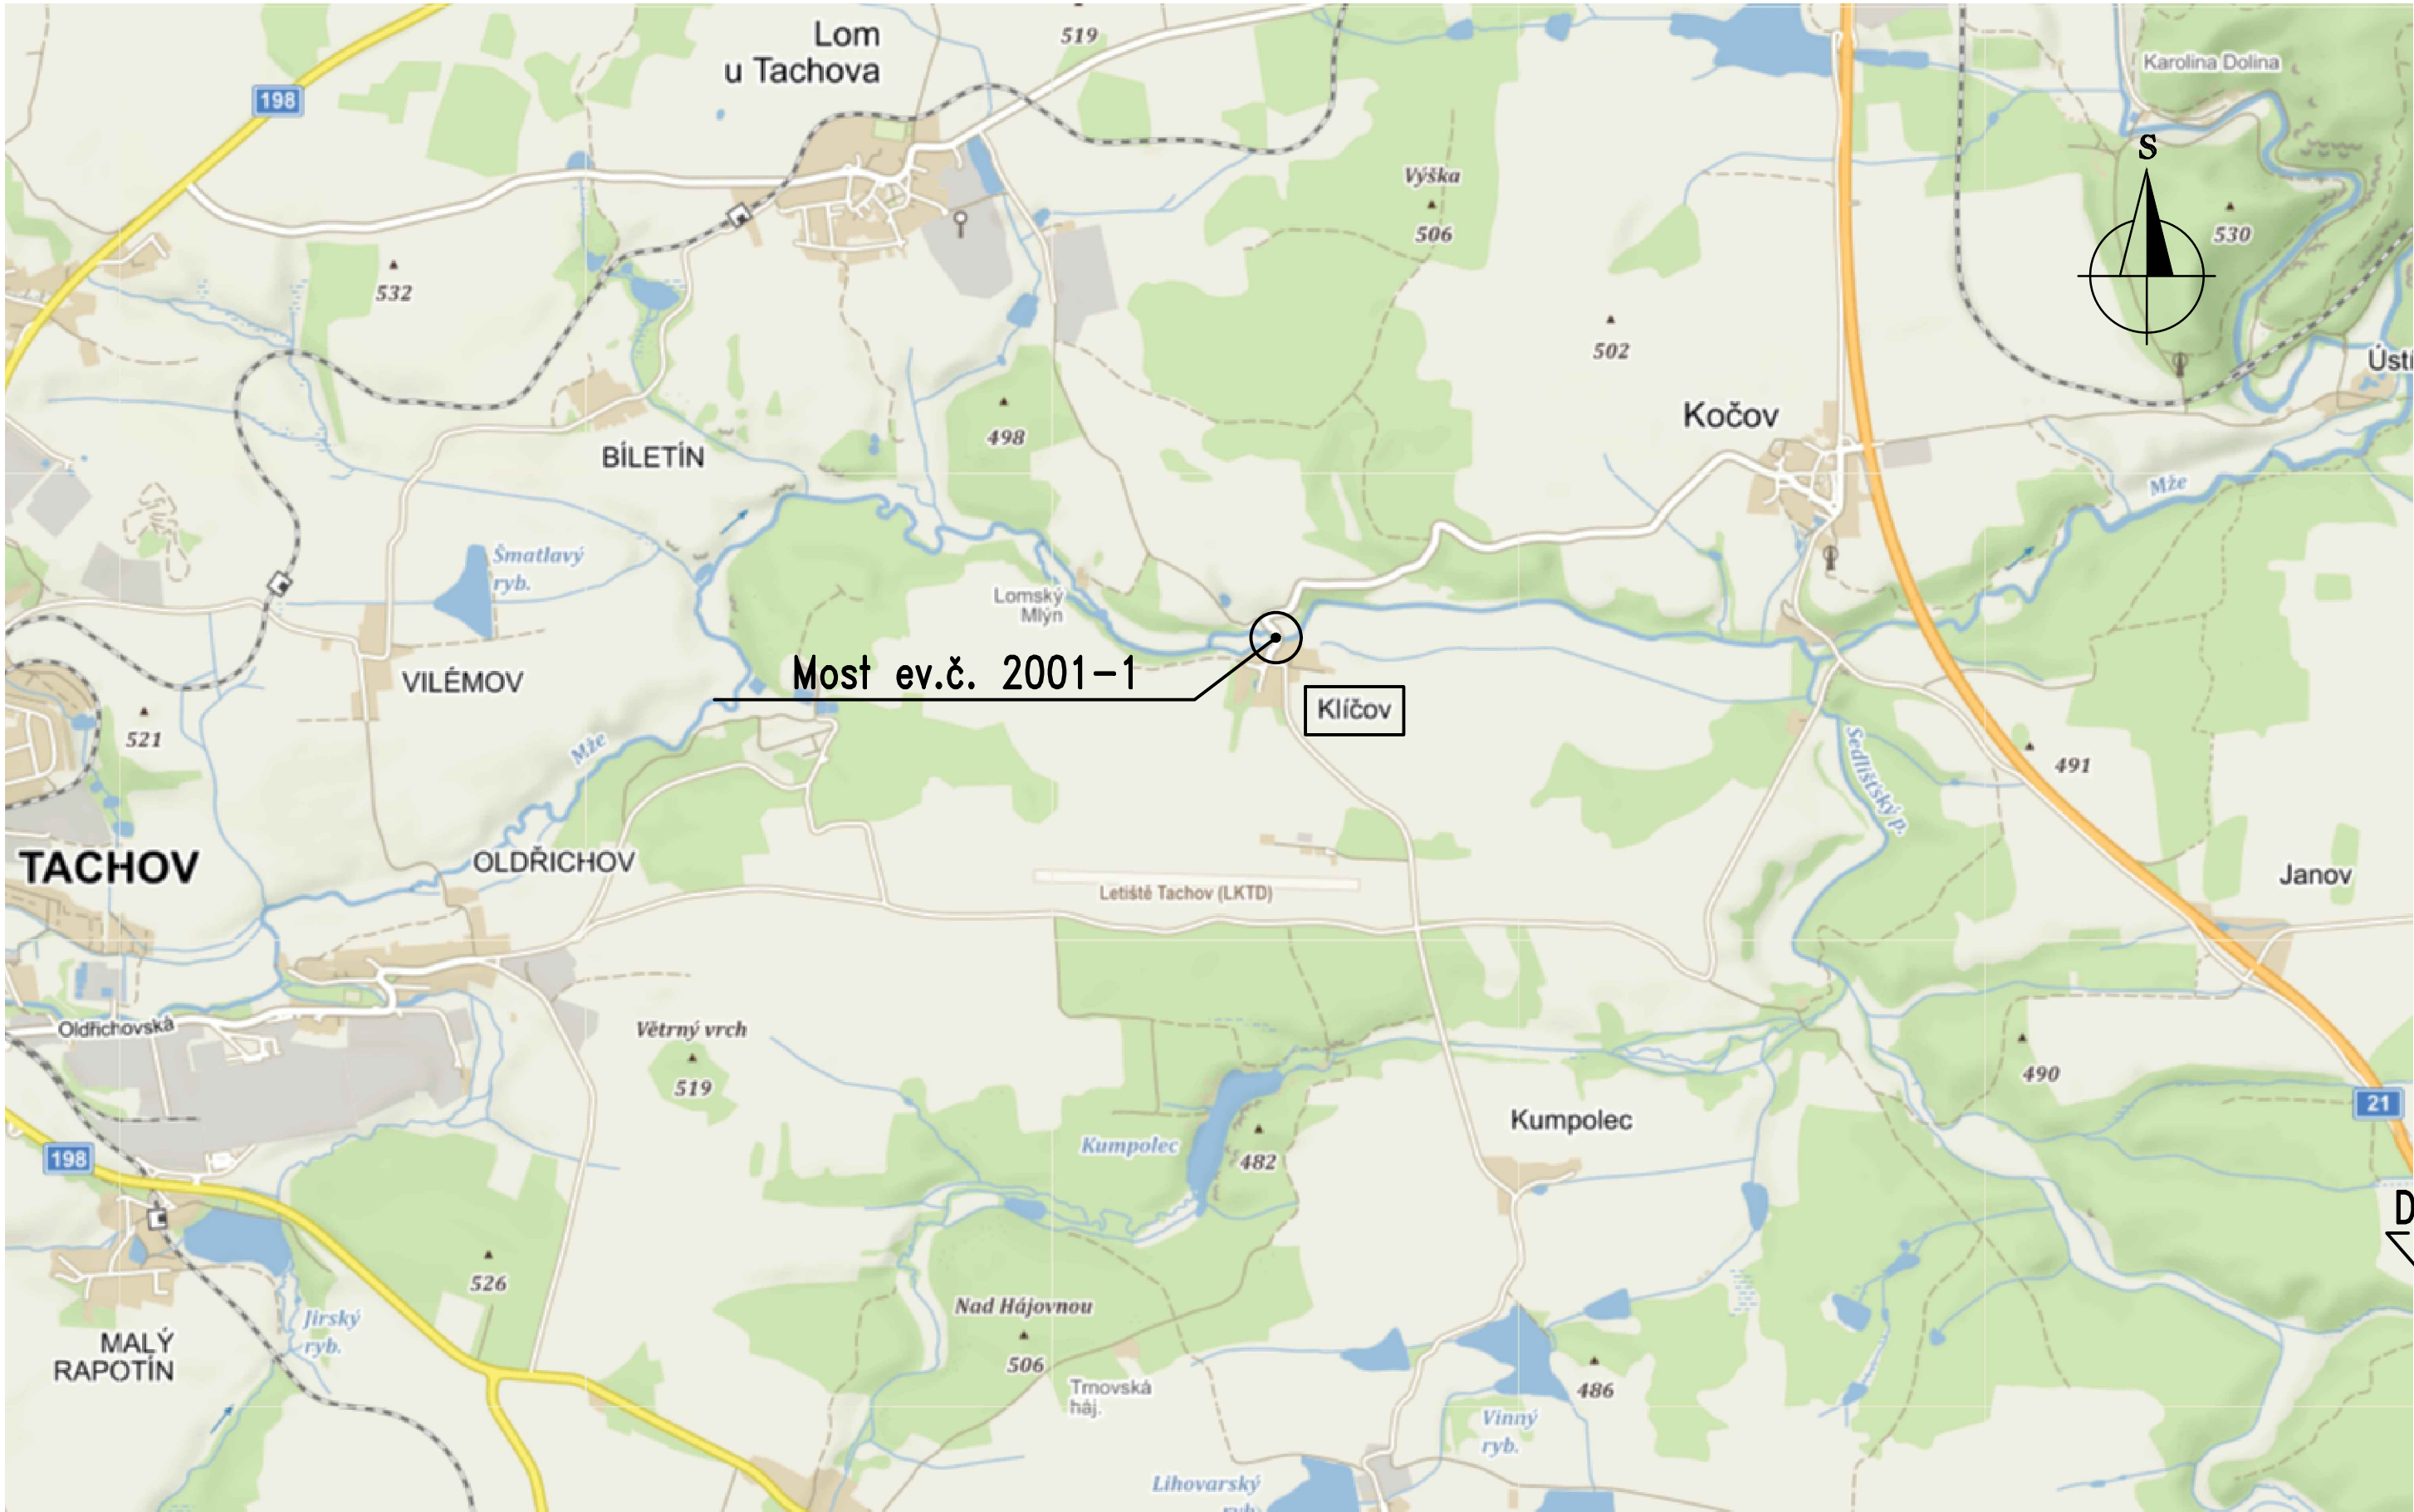 Lom
u Tachova
519
198
Karolina Dolina
S
Výška
506
530
532
502
Ústí
Kočov
498
BÍLETÍN
Mže
Šmatlavý
ryb.
Lomský
Mlýn
Most ev.č. 2001-1
VILÉMOV
Klíčov
521
Mže
Sedlišťský p.
491
TACHOV
OLDŘICHOV
Letiště Tachov (LKTD)
Janov
Oldřichovská
Větrný vrch
519
490
21
Kumpolec
Kumpolec
482
198
D
526
Nad Hájovnou
506
Jirský
ryb.
MALÝ
RAPOTÍN
Trnovská
háj.
486
Vinný
ryb.
Lihovarský
ryb.